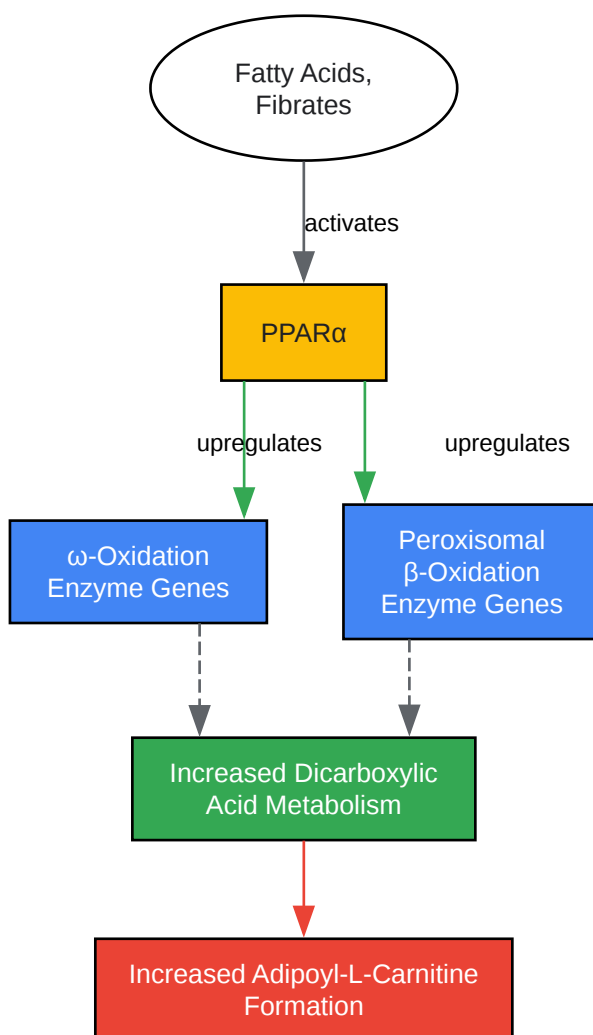 Fatty Acids,
Fibrates
activates
PPARα
upregulates
upregulates
ω-Oxidation
Enzyme Genes
Peroxisomal
β-Oxidation
Enzyme Genes
Increased Dicarboxylic
Acid Metabolism
Increased Adipoyl-L-Carnitine
Formation